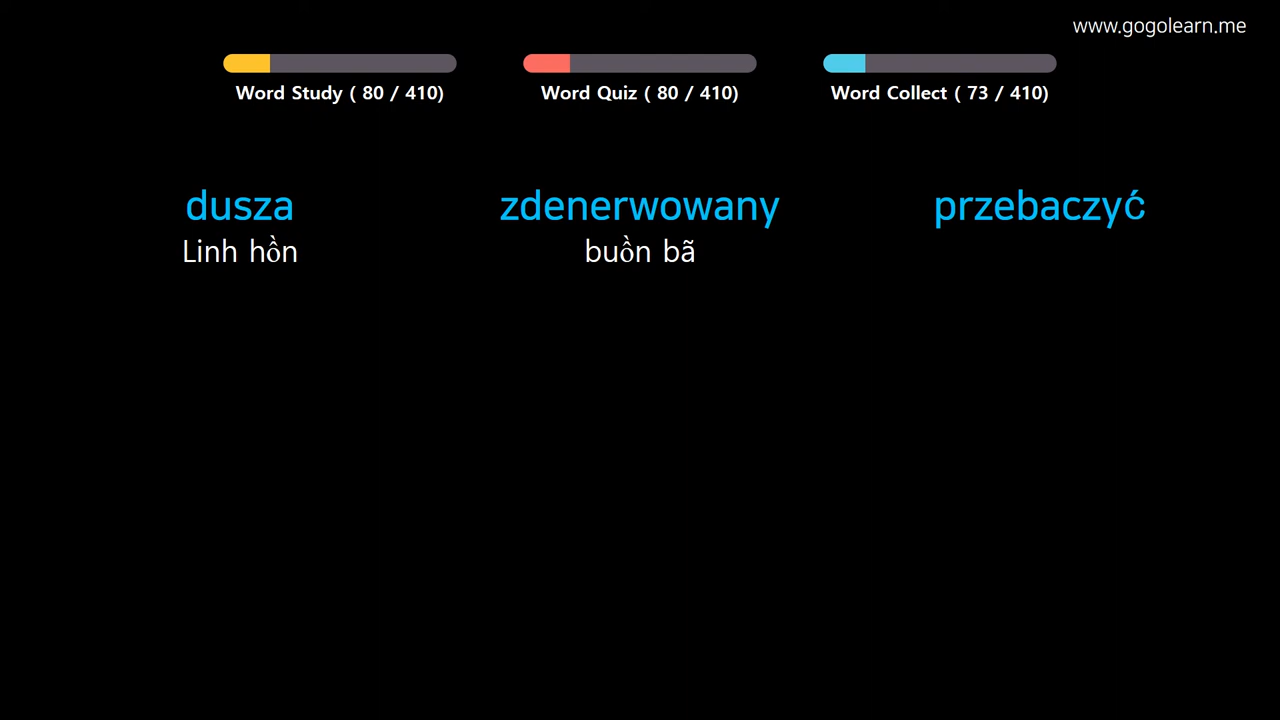 www.gogolearn.me
Word Study ( 80 / 410)
Word Quiz ( 80 / 410)
Word Collect ( 73 / 410)
dusza
Linh hồn
zdenerwowany
buồn bã
przebaczyć